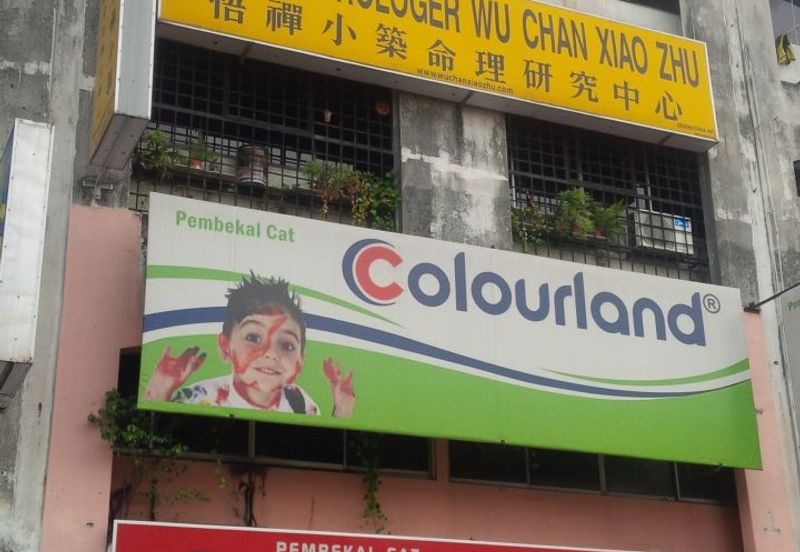 WU CHAN XIAO ZHU
悟禪小築命理研究中心
www.wuchanxiaozhu.com
Pembekal Cat
Colourland®
PEMBEKAL CAT